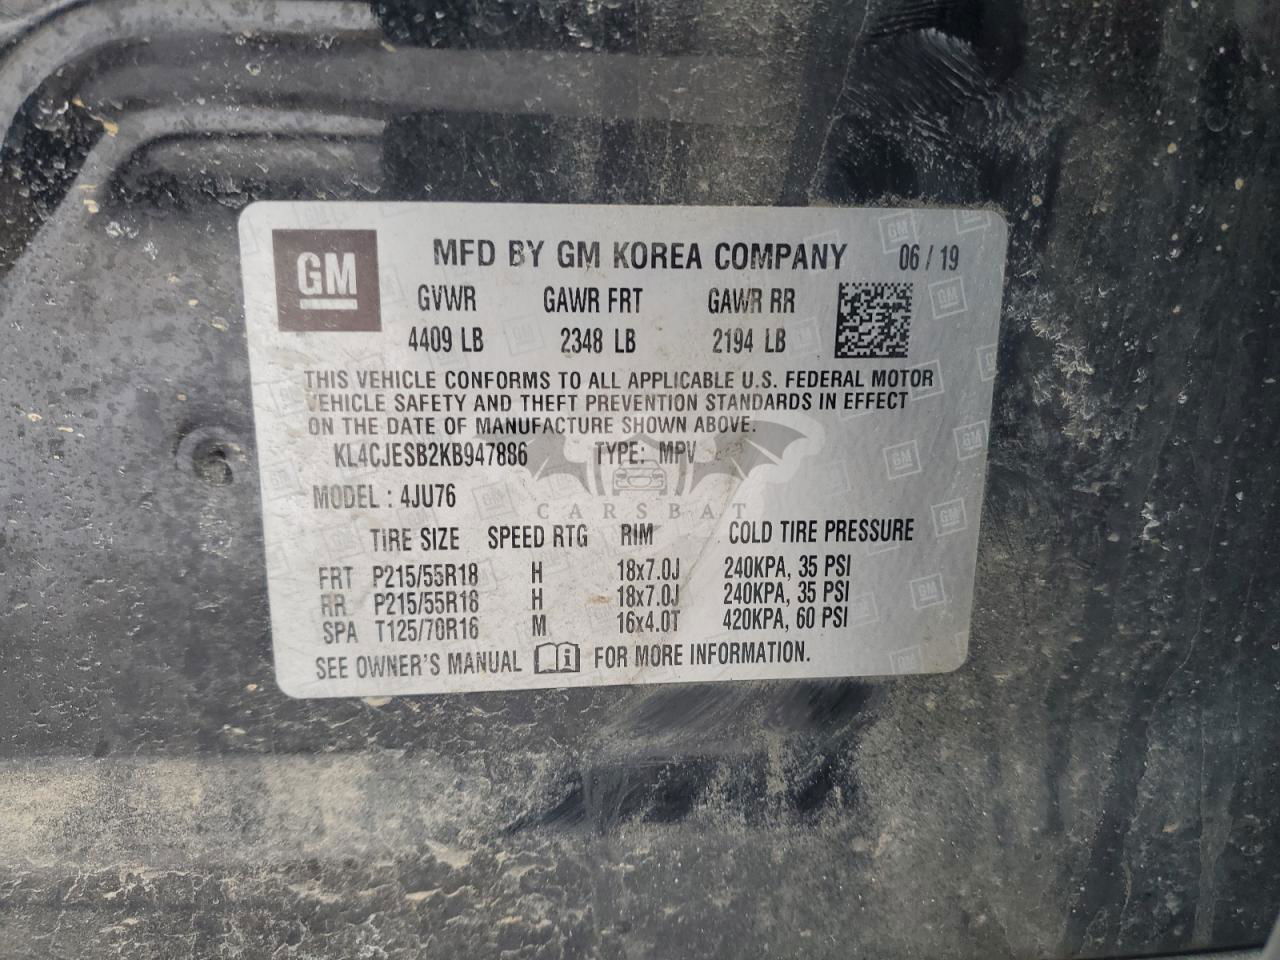 GM
MFD BY GM KOREA COMPANY 06 / 19
GVWR GAWR FRT GAWR RR
4409 LB 2348 LB 2194 LB
THIS VEHICLE CONFORMS TO ALL APPLICABLE U.S. FEDERAL MOTOR
VEHICLE SAFETY AND THEFT PREVENTION STANDARDS IN EFFECT
ON THE DATE OF MANUFACTURE SHOWN ABOVE.
KL4CJESB2KB947886 TYPE: MPV
MODEL : 4JU76
CARSBAT
TIRE SIZE SPEED RTG RIM COLD TIRE PRESSURE
FRT P215/55R18 H 18x7.0J 240KPA, 35 PSI
RR P215/55R18 H 18x7.0J 240KPA, 35 PSI
SPA T125/70R16 M 16x4.0T 420KPA, 60 PSI
SEE OWNER'S MANUAL FOR MORE INFORMATION.